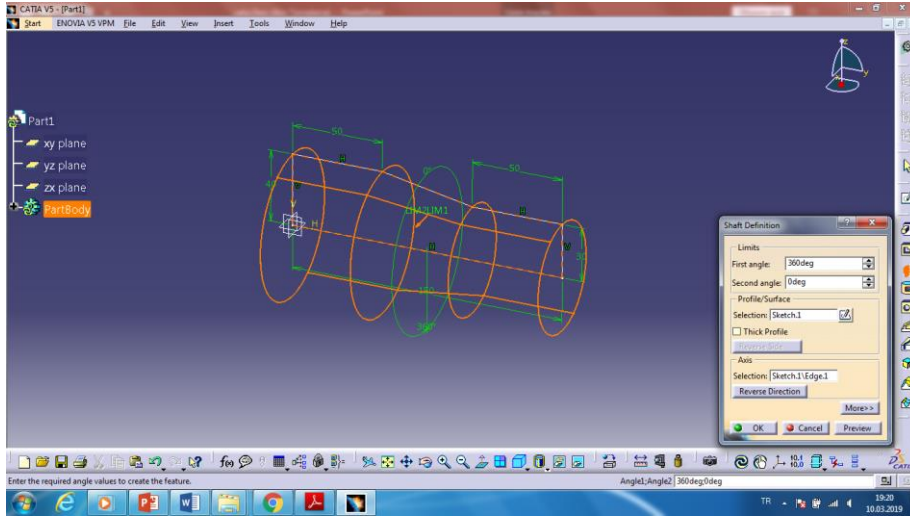 CATIA V5 - [Part1]
Start ENOVIA V5 VPM File Edit View Insert Tools Window Help
Part1
xy plane
yz plane
zx plane
PartBody
50
50
H
H
H
H
V
V
V
0°
360°
150
z
y
Shaft Definition
Limits
First angle: 360deg
Second angle: 0deg
Profile/Surface
Selection: Sketch.1
Thick Profile
Axis
Selection: Sketch.1\Edge.1
Reverse Direction
More>>
OK Cancel Preview
Enter the required angle values to create the feature.
Angle1;Angle2 360deg;0deg
TR
19:20
10.03.2019